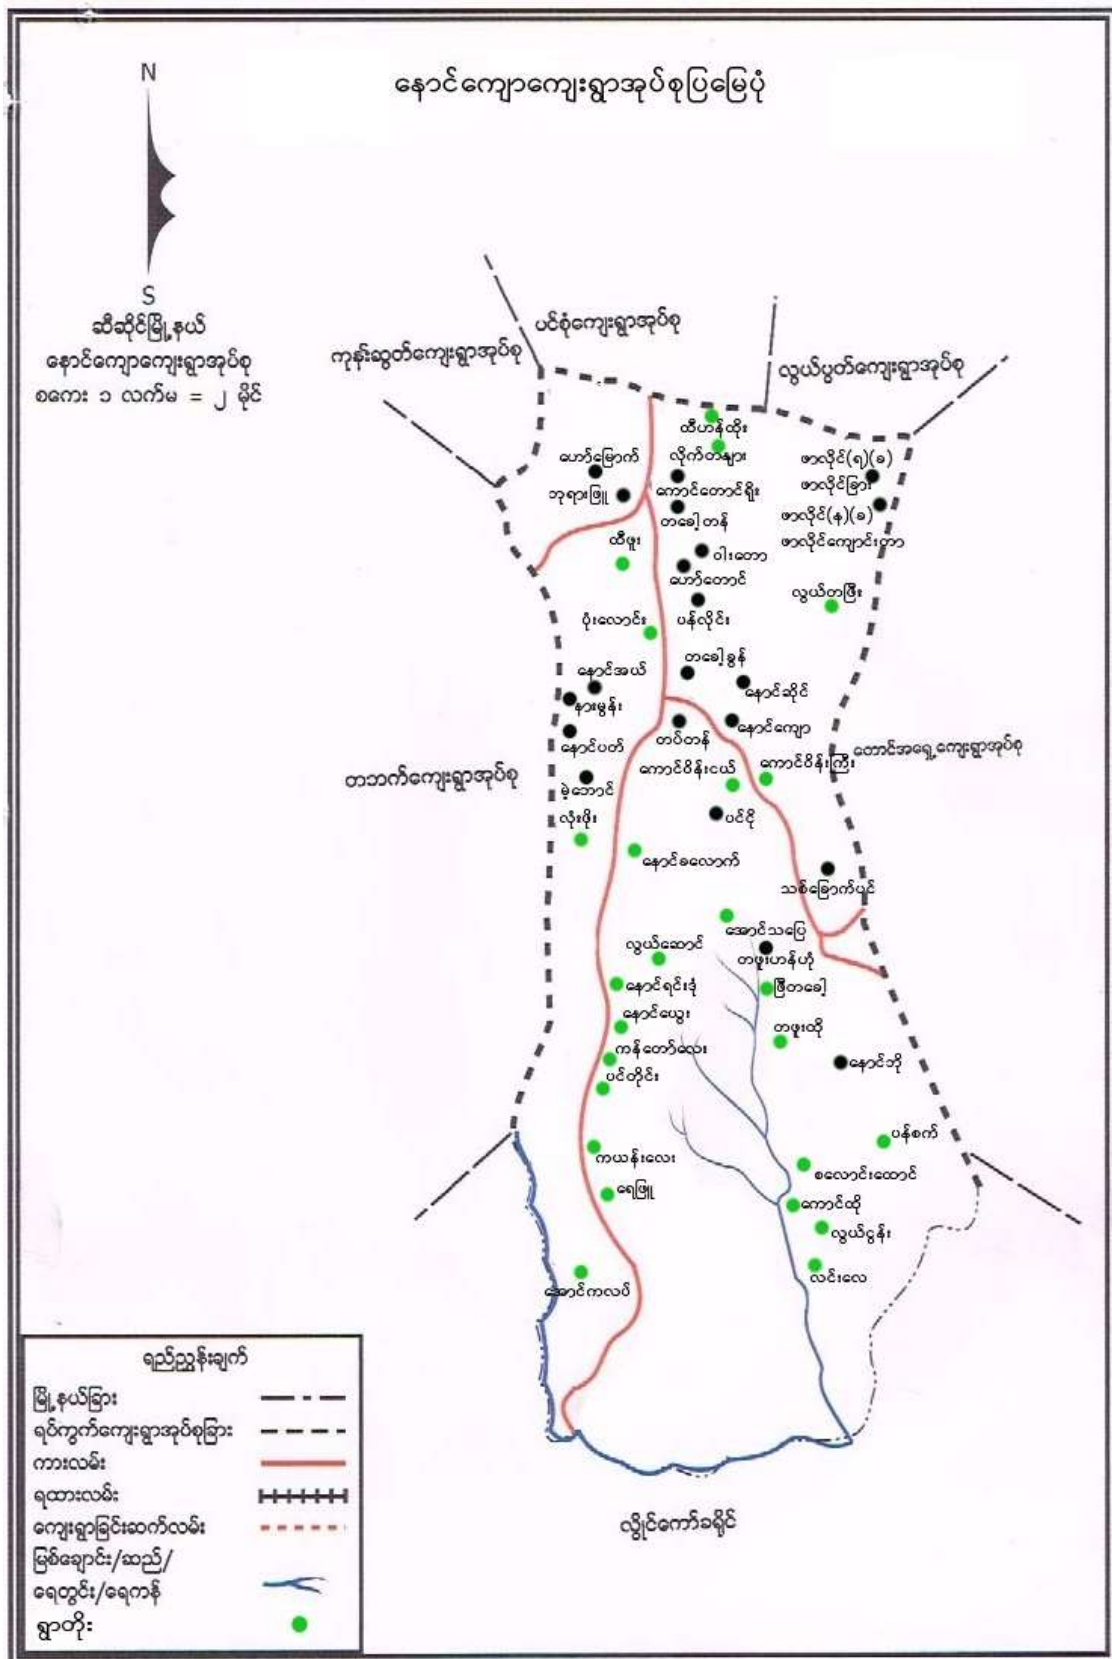 နောင်ကျောကျေးရွာအုပ်စုပြမြေပုံ
N
S
ဆီဆိုင်မြို့နယ်
နောင်ကျောကျေးရွာအုပ်စု
စကေး ၁ လက်မ = ၂ မိုင်
ပင်စုံကျေးရွာအုပ်စု
ကုန်းဆွတ်ကျေးရွာအုပ်စု
လွယ်ပွတ်ကျေးရွာအုပ်စု
ထီဟန်ထိုး
ဟော်မြောက်
လိုက်တများ
ဖာလိုင်(ရ)(ခ)
ဖာလိုင်ခြား
ဘုရားဖြူ
ကောင်တောင်ရိုး
တခေါ့တန်
ဖာလိုင်(န)(ခ)
ဖာလိုင်ကျောင်းတာ
ထီဖူး
ဝါးတော
ဟော်တောင်
လွယ်တဖြီး
ပုံးလောင်း
ပန်လိုင်း
တခေါ့ခွန်
နောင်အယ်
နောင်ဆိုင်
နားမွန်း
နောင်ကျော
တပ်တန်
နောင်ပတ်
တောင်အရှေ့ကျေးရွာအုပ်စု
ကောင်ဝိန်းငယ်
ကောင်ဝိန်းကြီး
တဘက်ကျေးရွာအုပ်စု
မဲ့ဘောင်
လုံးဖိုး
ပင်ငို
နောင်ခလောက်
သစ်ခြောက်ပင်
အောင်သပြေ
လွယ်ဆောင်
တဖူးဟန်ဟုံ
နောင်ရင်းဒုံ
ဖြီတခေါ့
နောင်ယွေး
တဖူးထို
ကန်တော်လေး
နောင်ဘို
ပင်တိုင်း
ပန်စက်
ကယန်းလေး
စလောင်းထောင်
ရေဖြူ
ကောင်ထို
လွယ်ငွန်း
လင်းလေ
အောင်ကလပ်
လွိုင်ကော်ခရိုင်
ရည်ညွှန်းချက်
မြို့နယ်ခြား
ရပ်ကွက်ကျေးရွာအုပ်စုခြား
ကားလမ်း
ရထားလမ်း
ကျေးရွာခြင်းဆက်လမ်း
မြစ်ချောင်း/ဆည်/
ရေတွင်း/ရေကန်
ရွာတိုး